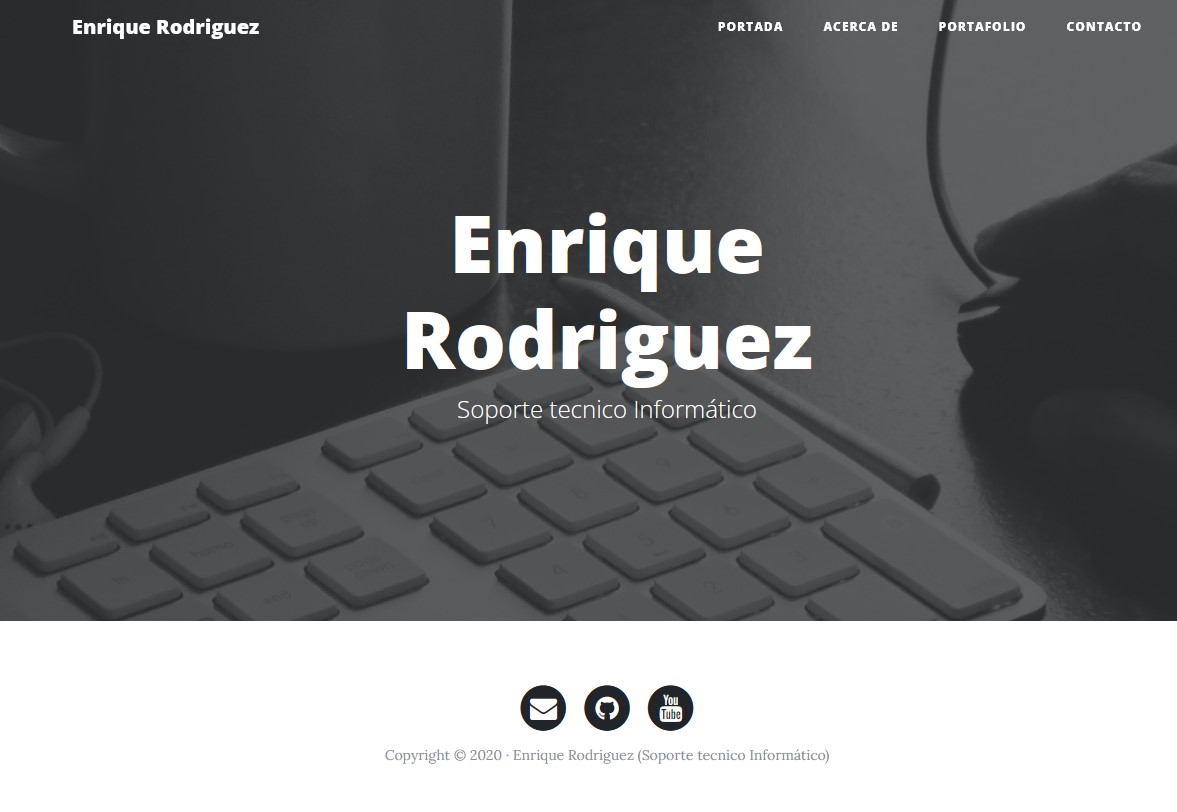 Enrique Rodriguez
PORTADA ACERCA DE PORTAFOLIO CONTACTO
Enrique
Rodriguez
Soporte tecnico Informático
You
Tube
Copyright © 2020 · Enrique Rodriguez (Soporte tecnico Informático)